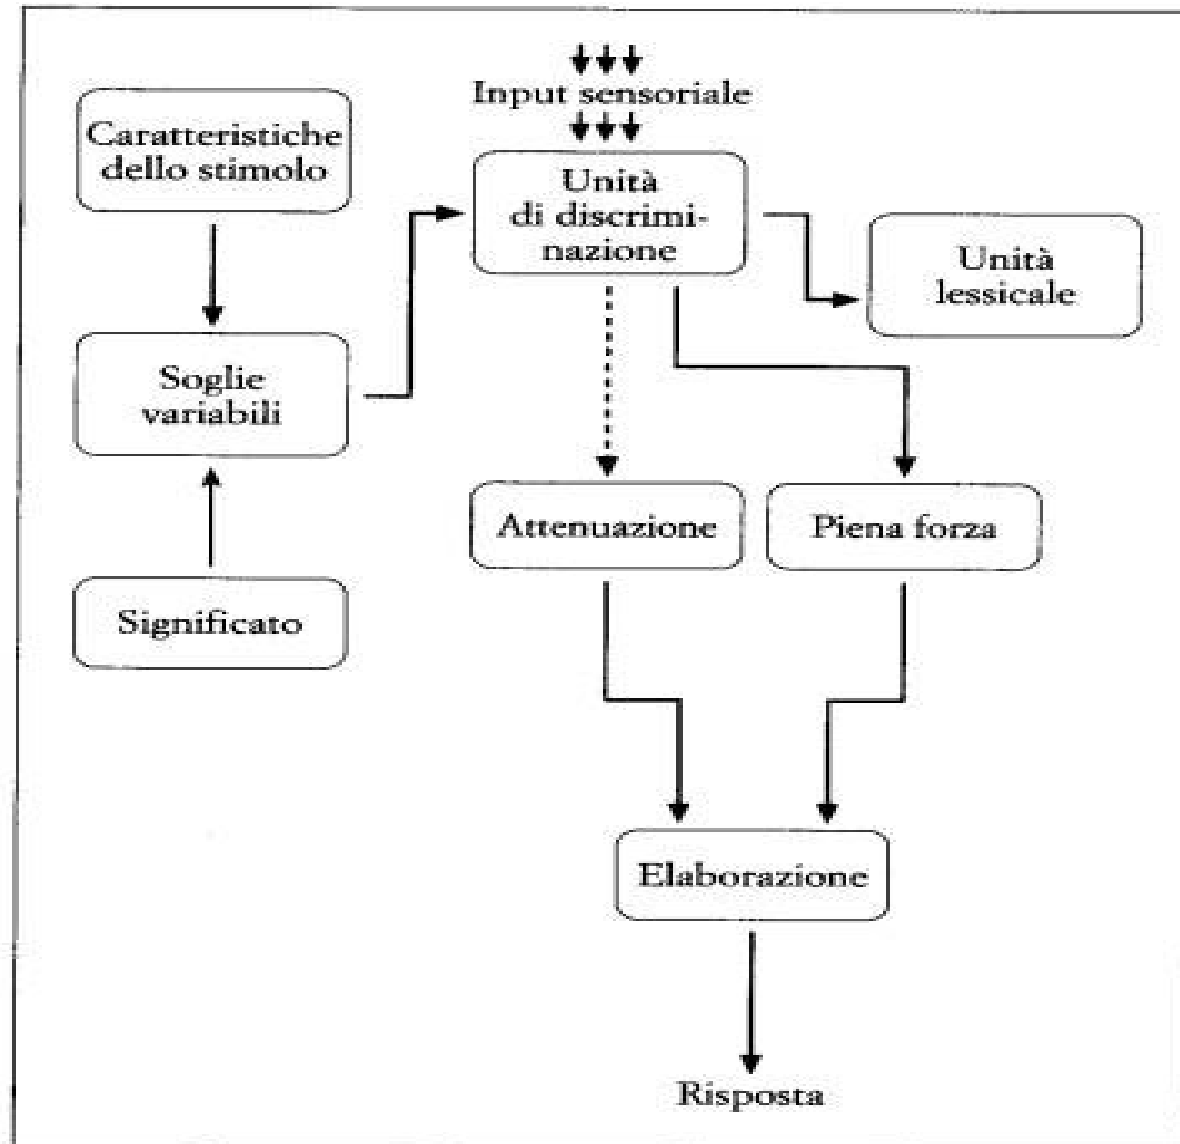 Input sensoriale
Caratteristiche
dello stimolo
Unità
di discrimi-
nazione
Unità
lessicale
Soglie
variabili
Attenuazione
Piena forza
Significato
Elaborazione
Risposta